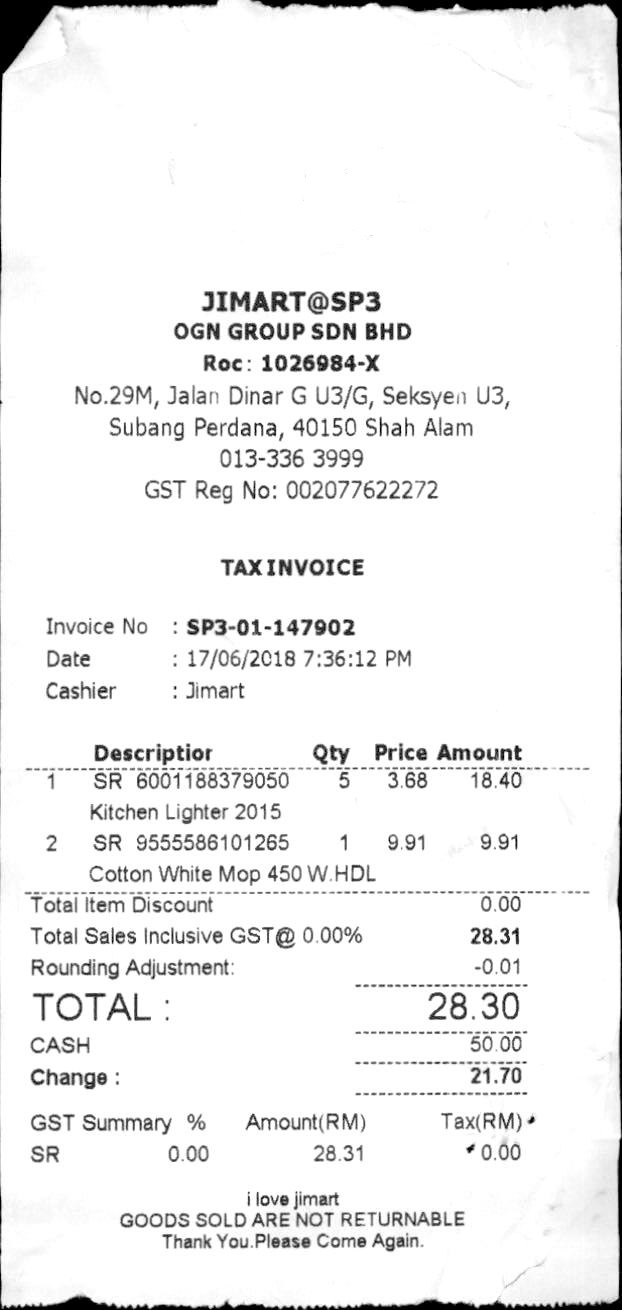 JIMART@SP3
OGN GROUP SDN BHD
Roc: 1026984-X
No.29M, Jalan Dinar G U3/G, Seksyen U3,
Subang Perdana, 40150 Shah Alam
013-336 3999
GST Reg No: 002077622272
TAX INVOICE
Invoice No : SP3-01-147902
Date : 17/06/2018 7:36:12 PM
Cashier : Jimart
Descriptior Qty Price Amount
1 SR 6001188379050 5 3.68 18.40
Kitchen Lighter 2015
2 SR 9555586101265 1 9.91 9.91
Cotton White Mop 450 W.HDL
Total Item Discount 0.00
Total Sales Inclusive GST@ 0.00% 28.31
Rounding Adjustment: -0.01
TOTAL : 28.30
CASH 50.00
Change : 21.70
GST Summary % Amount(RM) Tax(RM)
SR 0.00 28.31 0.00
i love jimart
GOODS SOLD ARE NOT RETURNABLE
Thank You.Please Come Again.